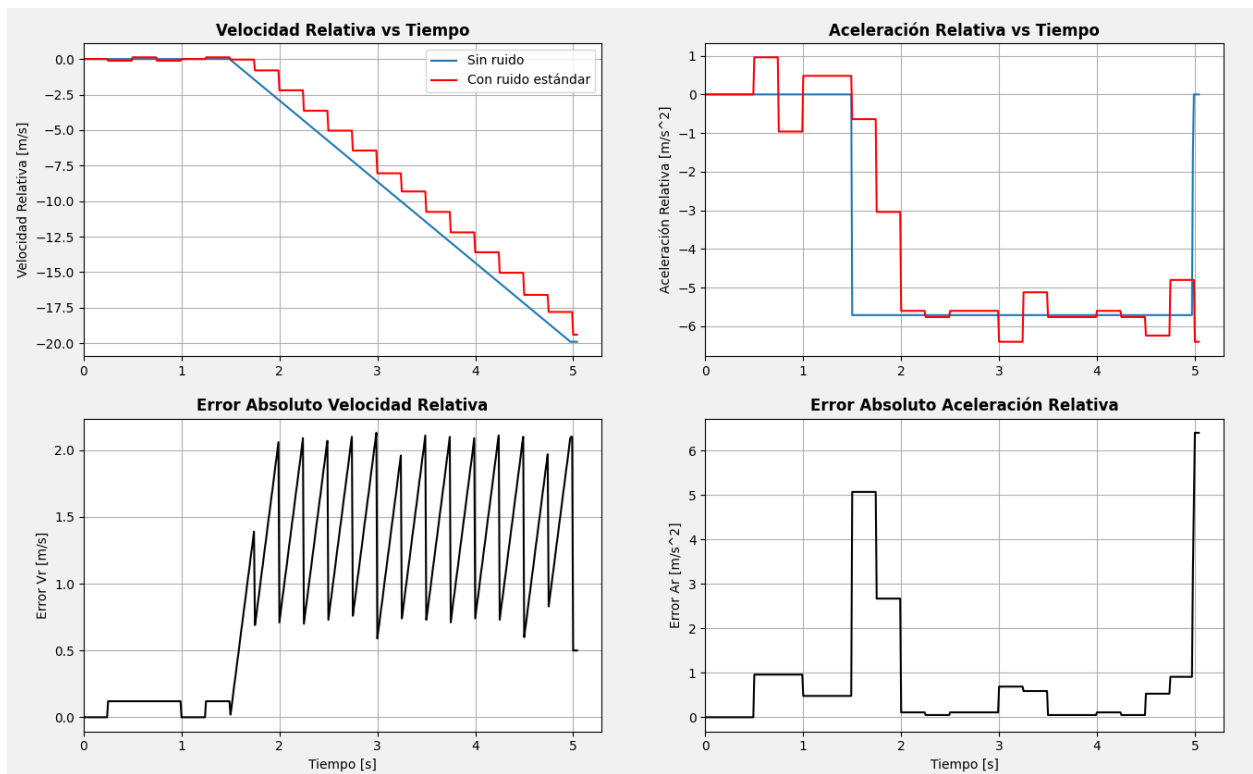 Velocidad Relativa vs Tiempo
Velocidad Relativa [m/s]
0.0
−2.5
−5.0
−7.5
−10.0
−12.5
−15.0
−17.5
−20.0
Sin ruido
Con ruido estándar
0 1 2 3 4 5
Aceleración Relativa vs Tiempo
Aceleración Relativa [m/s^2]
1
0
−1
−2
−3
−4
−5
−6
0 1 2 3 4 5
Error Absoluto Velocidad Relativa
Error Vr [m/s]
2.0
1.5
1.0
0.5
0.0
0 1 2 3 4 5
Tiempo [s]
Error Absoluto Aceleración Relativa
Error Ar [m/s^2]
6
5
4
3
2
1
0
0 1 2 3 4 5
Tiempo [s]